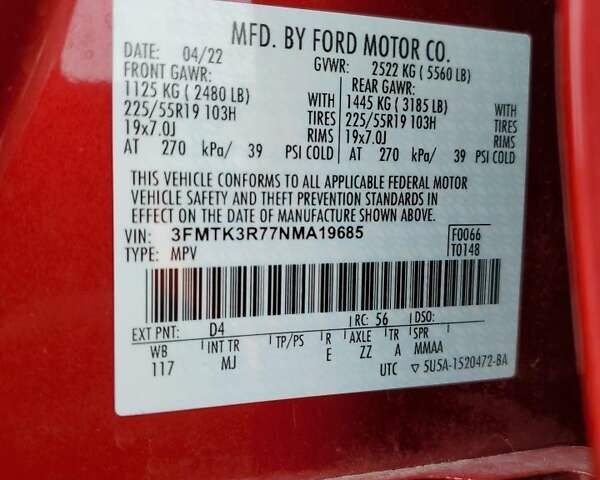 MFD. BY FORD MOTOR CO.
DATE: 04/22 GVWR: 2522 KG ( 5560 LB)
FRONT GAWR: REAR GAWR:
1125 KG ( 2480 LB) WITH 1445 KG ( 3185 LB) WITH
225/55R19 103H TIRES 225/55R19 103H TIRES
19x7.0J RIMS 19x7.0J RIMS
AT 270 kPa/ 39 PSI COLD AT 270 kPa/ 39 PSI COLD
THIS VEHICLE CONFORMS TO ALL APPLICABLE FEDERAL MOTOR
VEHICLE SAFETY AND THEFT PREVENTION STANDARDS IN
EFFECT ON THE DATE OF MANUFACTURE SHOWN ABOVE.
VIN: 3FMTK3R77NMA19685 F0066
TYPE: MPV T0148
EXT PNT: D4 RC: 56 DSO:
WB INT TR TP/PS R AXLE TR SPR
117 MJ E ZZ A MMAA
UTC ▽ 5U5A-1520472-BA